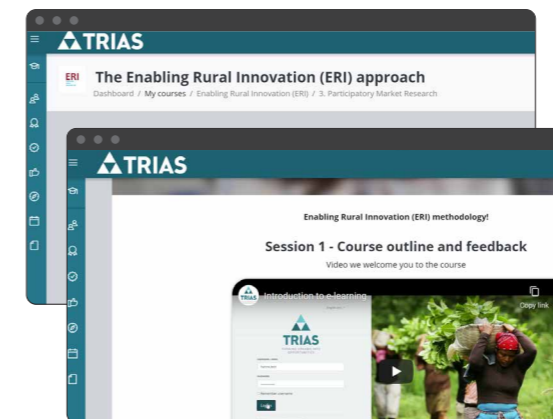 TRIAS
ERI
The Enabling Rural Innovation (ERI) approach
Dashboard / My courses / Enabling Rural Innovation (ERI) / 3. Participatory Market Research
TRIAS
Enabling Rural Innovation (ERI) methodology!
Session 1 - Course outline and feedback
Video we welcome you to the course
TRIAS
Introduction to e-learning
Copy link
TRIAS